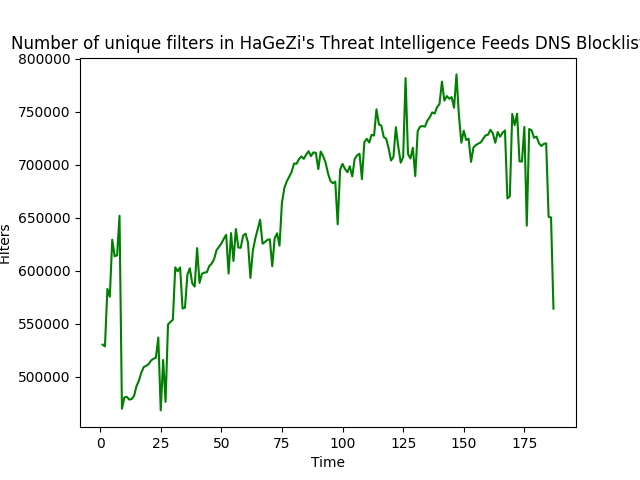 Number of unique filters in HaGeZi's Threat Intelligence Feeds DNS Blocklist
800000
750000
700000
650000
600000
550000
500000
Filters
0 25 50 75 100 125 150 175
Time